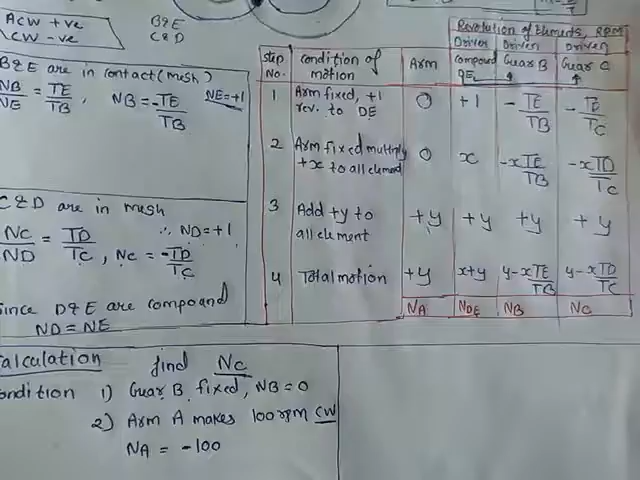 ACW +ve
CW -ve
B & E
C & D
B & E are in contact (mesh)
NB/NE = TE/TB , NB = -TE/TB NE = +1
C & D are in mesh
NC/ND = TD/TC , ∴ ND = +1
NC = -TD/TC
Since D & E are compound
ND = NE
Revolution of Elements, RPM
Step No. | Condition of motion | Arm | Driver Compound DE | Driven Gear B | Driven Gear C
1 | Arm fixed, +1 rev. to DE | 0 | +1 | -TE/TB | -TE/TC
2 | Arm fixed multiply +x to all element | 0 | x | -xTE/TB | -xTD/TC
3 | Add +y to all element | +y | +y | +y | +y
4 | Total motion | +y | x+y | y-xTE/TB | y-xTD/TC
NA | NDE | NB | NC
Calculation find NC
Condition 1) Gear B fixed, NB = 0
2) Arm A makes 100 rpm CW
NA = -100